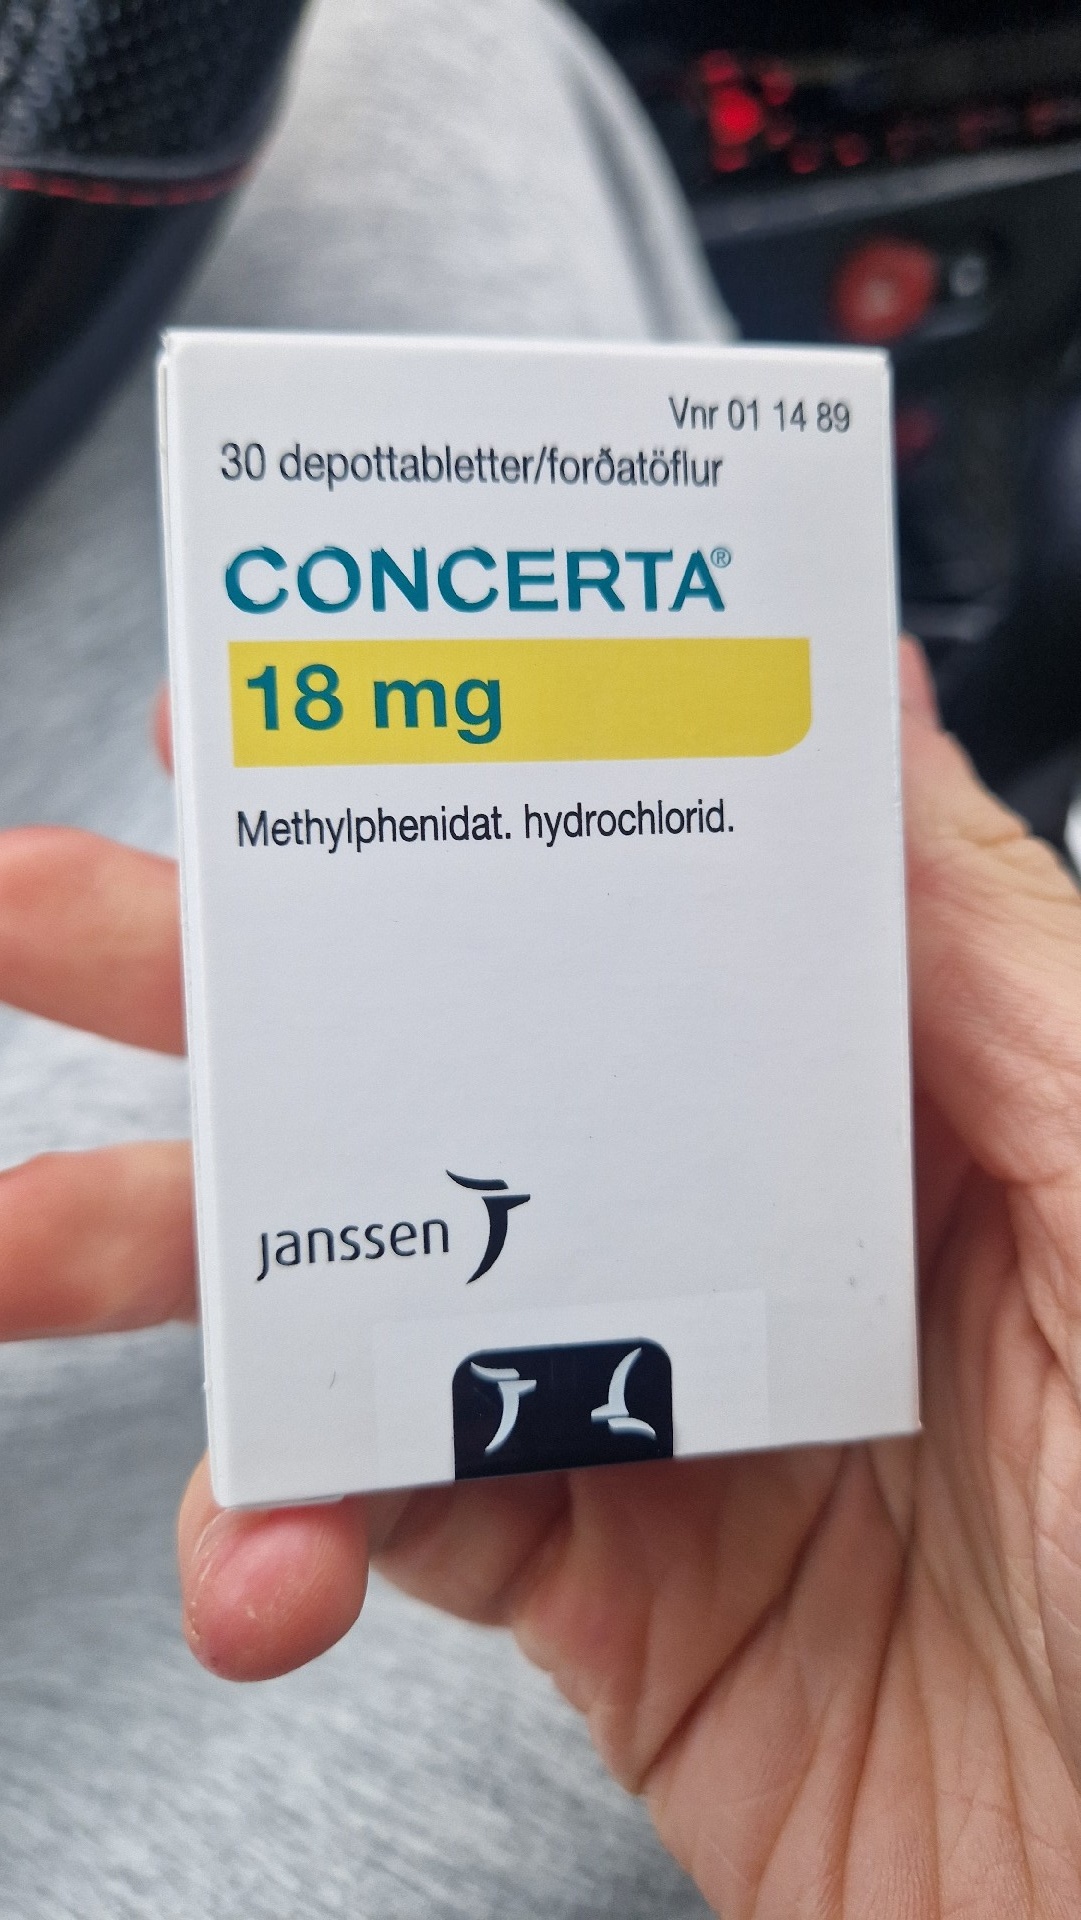 Vnr 01 14 89
30 depottabletter/forðatöflur
CONCERTA®
18 mg
Methylphenidat. hydrochlorid.
janssen